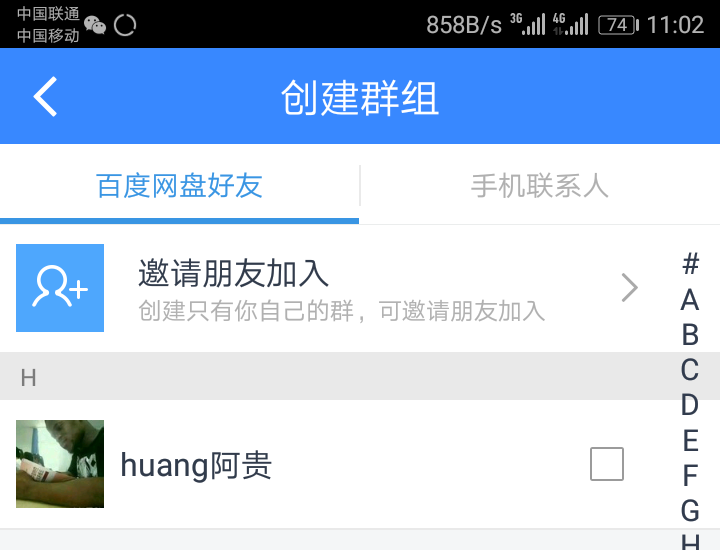 中国联通
中国移动
858B/s 3G 4G 74 11:02
创建群组
百度网盘好友
手机联系人
邀请朋友加入
创建只有你自己的群，可邀请朋友加入
H
huang阿贵
#
A
B
C
D
E
F
G
H